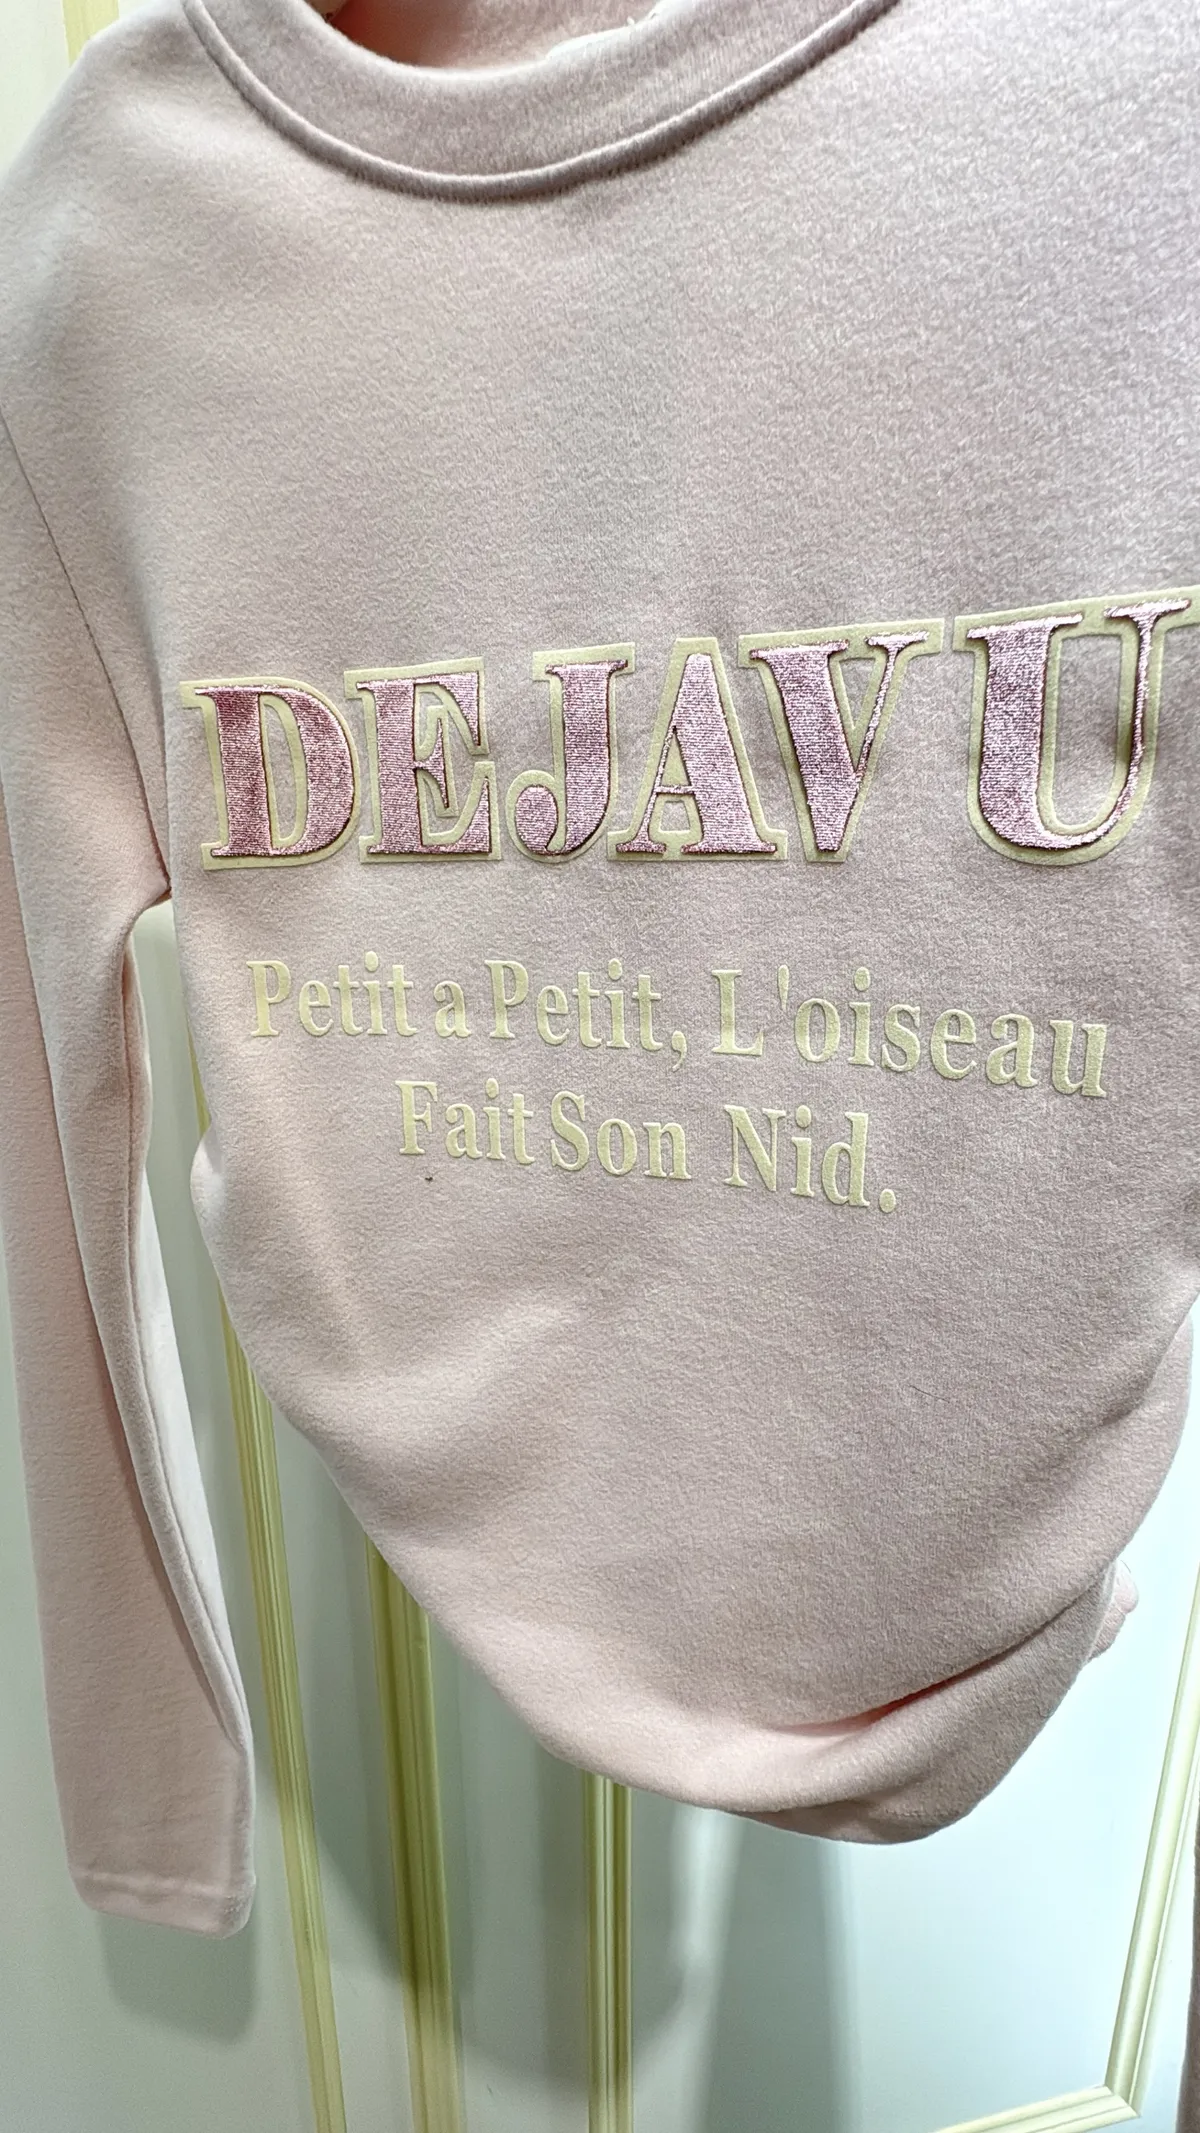 DEJAVU
Petit a Petit, L'oiseau
Fait Son Nid.